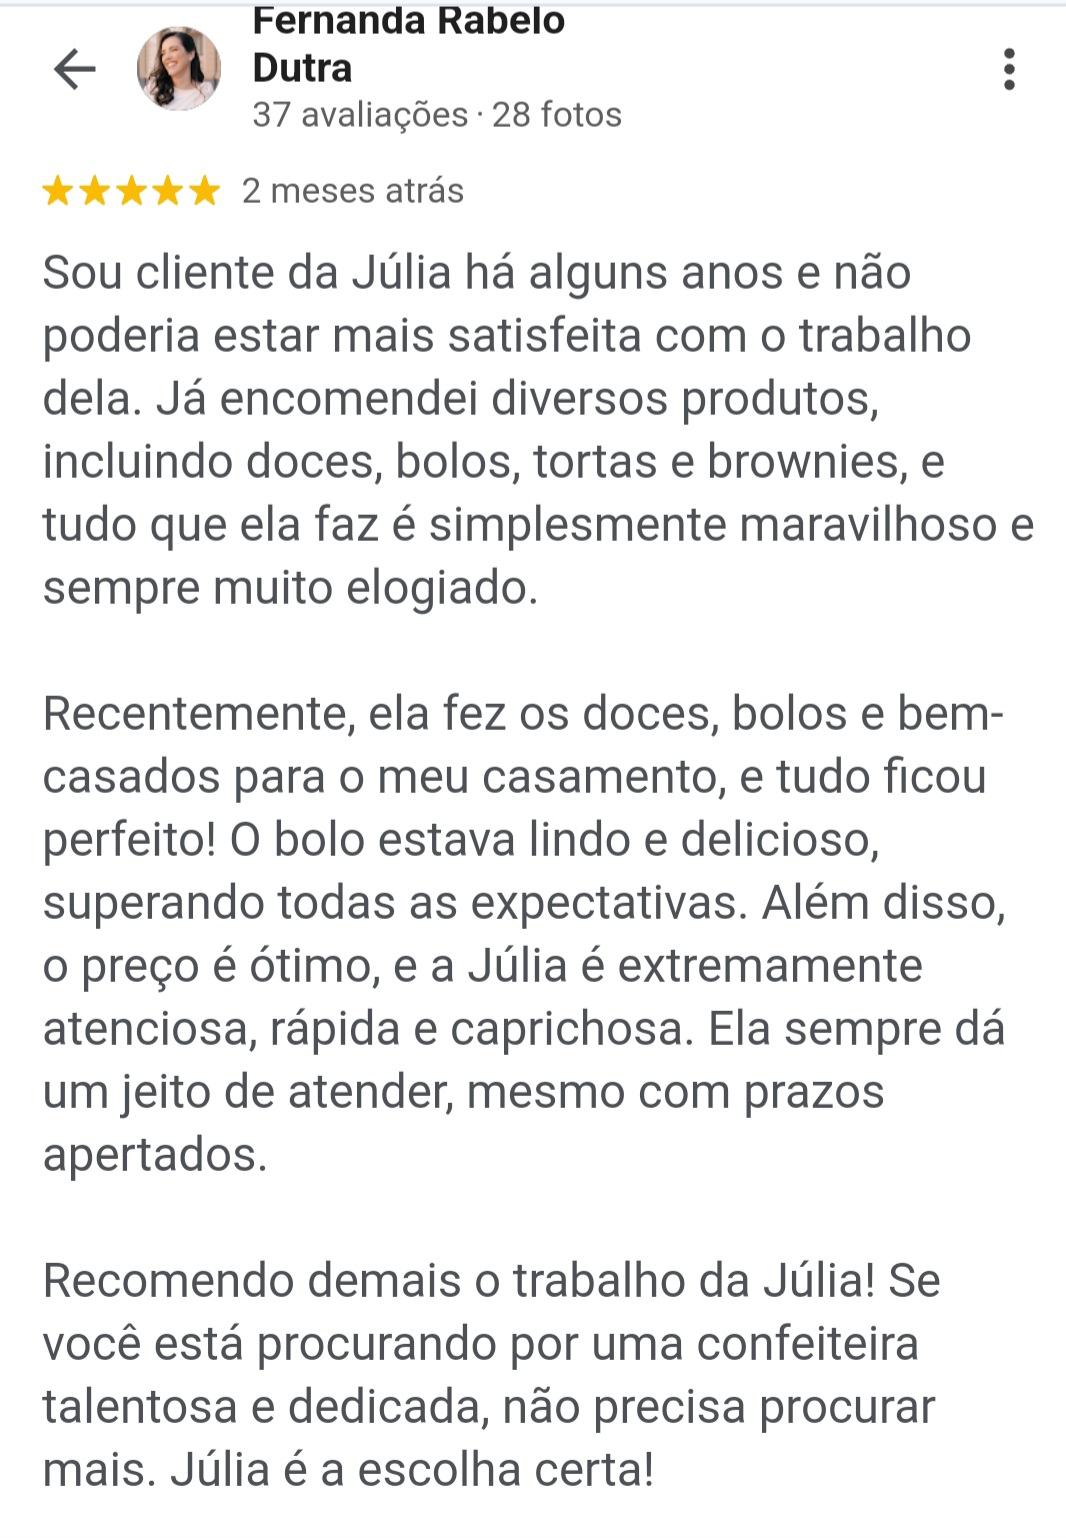 Fernanda Rabelo
Dutra
37 avaliações · 28 fotos
2 meses atrás
Sou cliente da Júlia há alguns anos e não
poderia estar mais satisfeita com o trabalho
dela. Já encomendei diversos produtos,
incluindo doces, bolos, tortas e brownies, e
tudo que ela faz é simplesmente maravilhoso e
sempre muito elogiado.
Recentemente, ela fez os doces, bolos e bem-
casados para o meu casamento, e tudo ficou
perfeito! O bolo estava lindo e delicioso,
superando todas as expectativas. Além disso,
o preço é ótimo, e a Júlia é extremamente
atenciosa, rápida e caprichosa. Ela sempre dá
um jeito de atender, mesmo com prazos
apertados.
Recomendo demais o trabalho da Júlia! Se
você está procurando por uma confeiteira
talentosa e dedicada, não precisa procurar
mais. Júlia é a escolha certa!